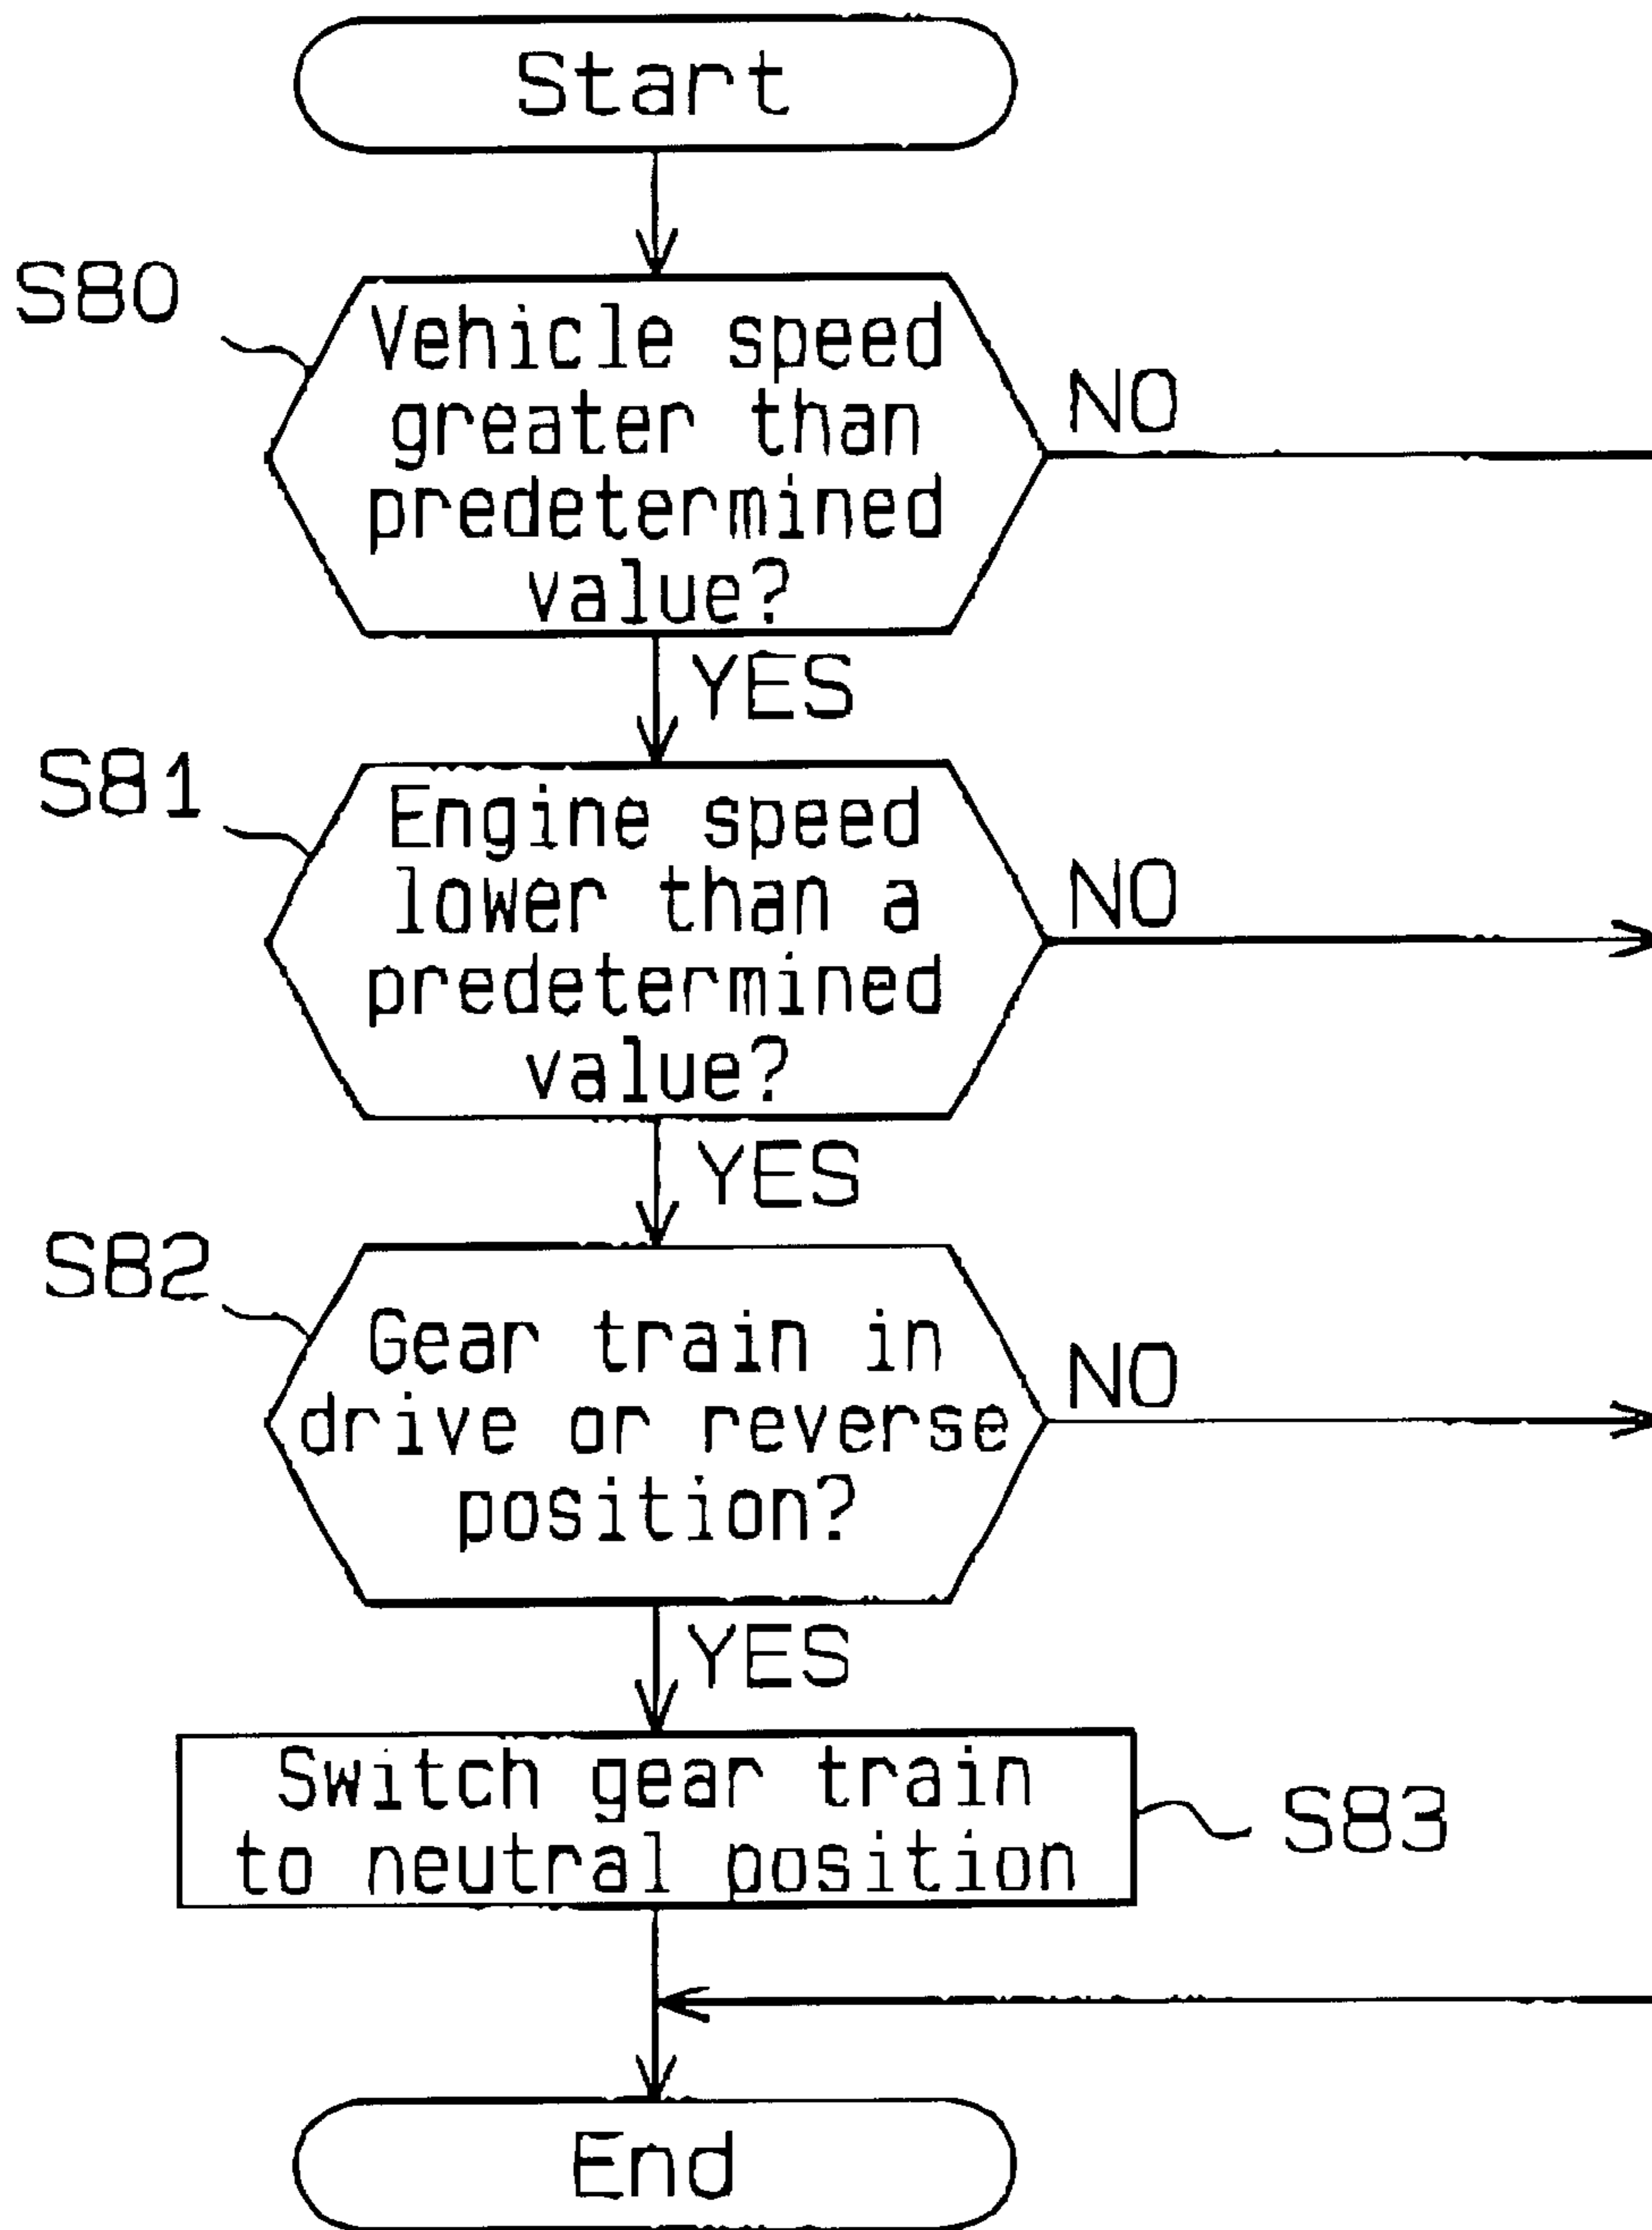 Start
S80
Vehicle speed
greater than
predetermined
value?
NO
YES
S81
Engine speed
lower than a
predetermined
value?
NO
YES
S82
Gear train in
drive or reverse
position?
NO
YES
Switch gear train
to neutral position
S83
End